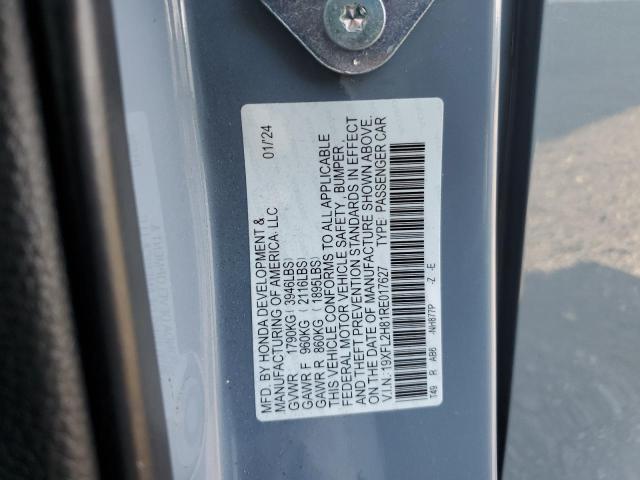 MFD. BY HONDA DEVELOPMENT &
MANUFACTURING OF AMERICA, LLC 01/'24
GVWR 1790KG ( 3946LBS)
GAWR F 960KG ( 2116LBS)
GAWR R 860KG ( 1895LBS)
THIS VEHICLE CONFORMS TO ALL APPLICABLE
FEDERAL MOTOR VEHICLE SAFETY , BUMPER,
AND THEFT PREVENTION STANDARDS IN EFFECT
ON THE DATE OF MANUFACTURE SHOWN ABOVE.
V.I.N.:19XFL2H81RE017627 TYPE: PASSENGER CAR
T49 R AB6 NH877P -Z -E